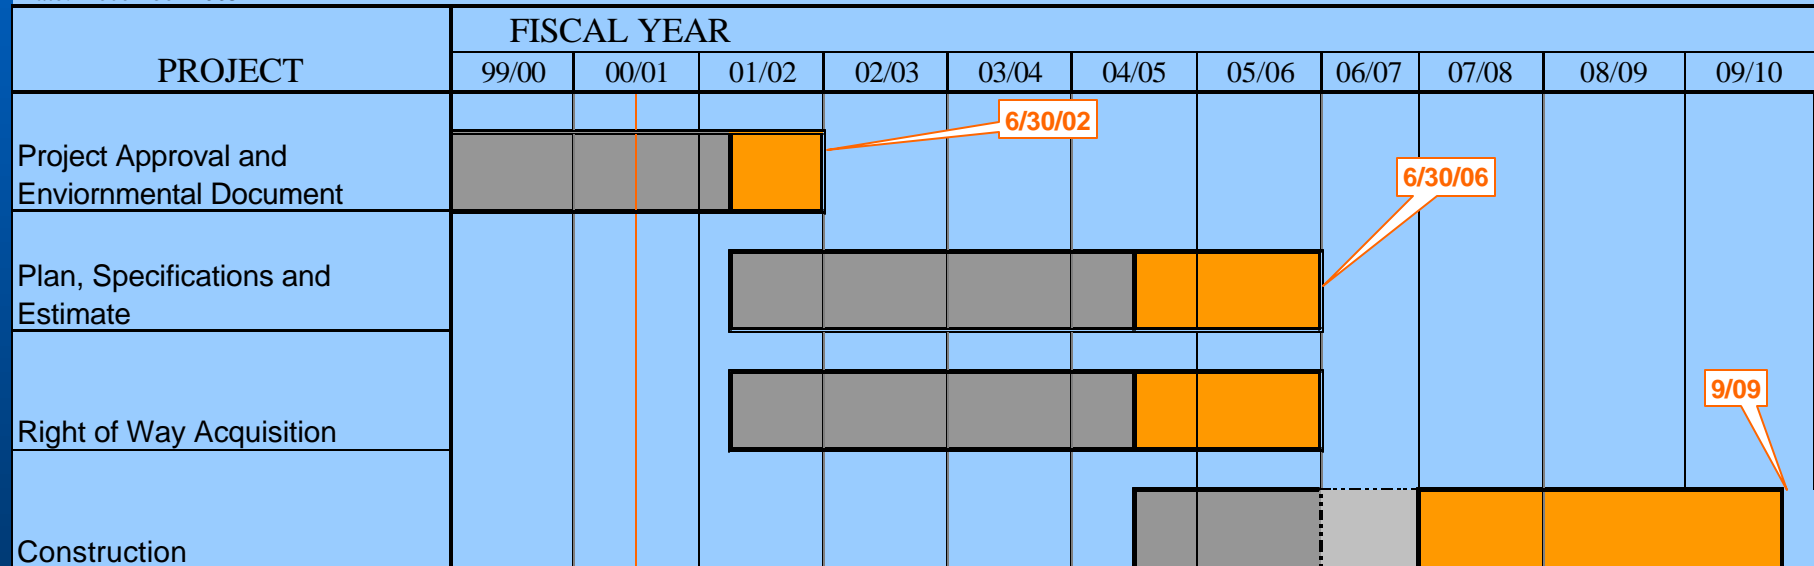 FISCAL YEAR
PROJECT
99/00 00/01 01/02 02/03 03/04 04/05 05/06 06/07 07/08 08/09 09/10
6/30/02
Project Approval and
Enviornmental Document
6/30/06
Plan, Specifications and
Estimate
9/09
Right of Way Acquisition
Construction